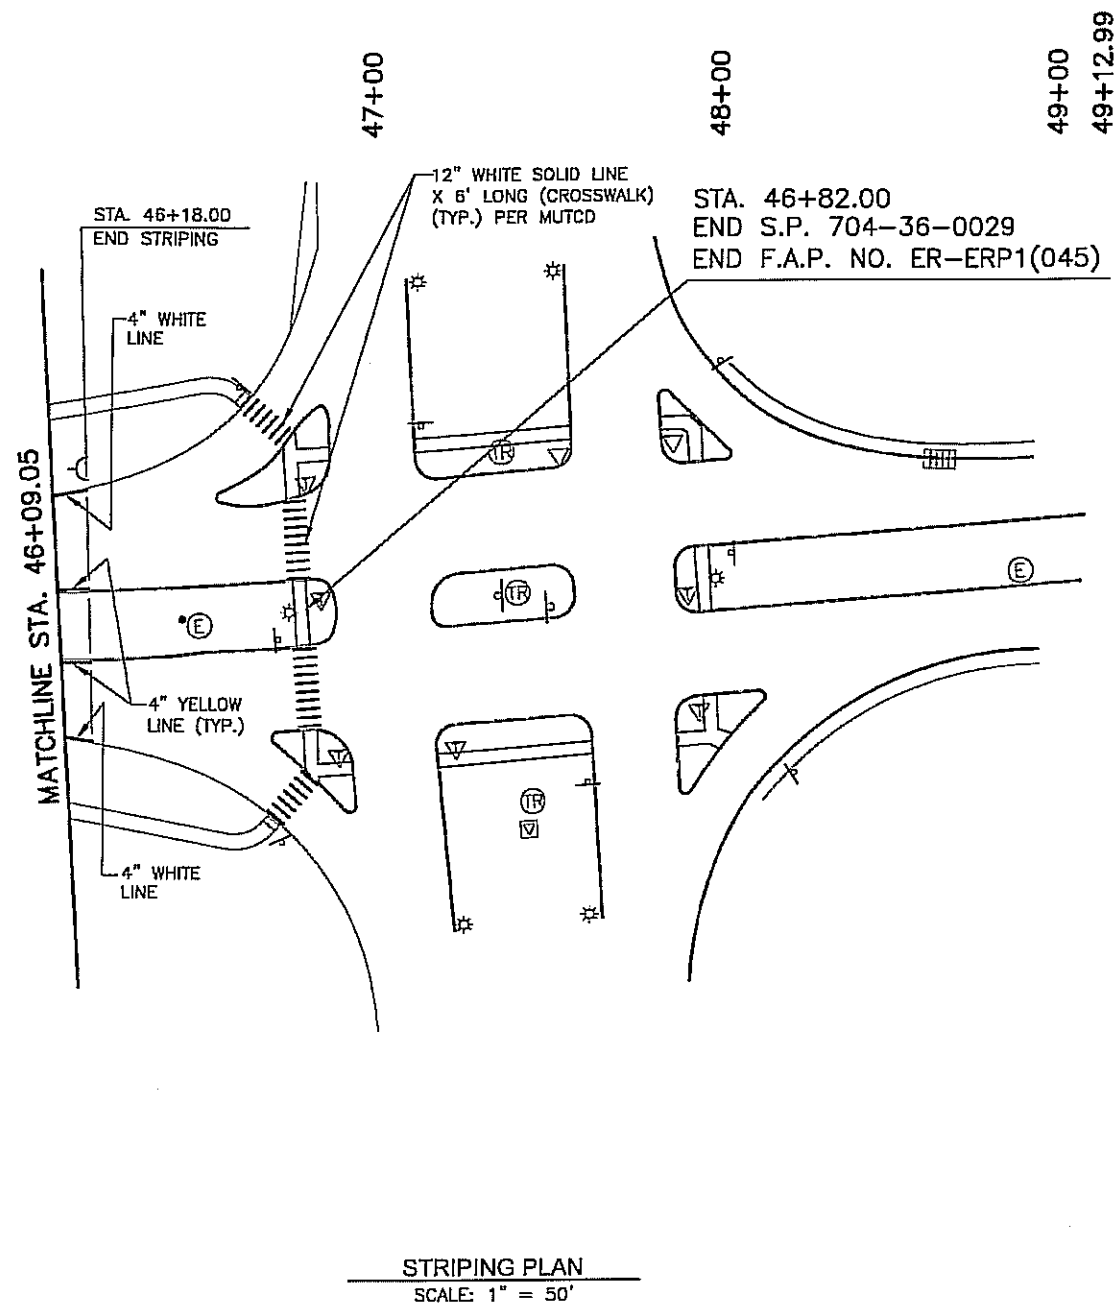 47+00
48+00
49+00
49+12.99
12" WHITE SOLID LINE
X 6' LONG (CROSSWALK)
(TYP.) PER MUTCD
STA. 46+82.00
END S.P. 704-36-0029
END F.A.P. NO. ER-ERP1(045)
STA. 46+18.00
END STRIPING
4" WHITE
LINE
MATCHLINE STA. 46+09.05
TR
T
TR
E
E
4" YELLOW
LINE (TYP.)
T
T
T
TR
4" WHITE
LINE
STRIPING PLAN
SCALE: 1" = 50'